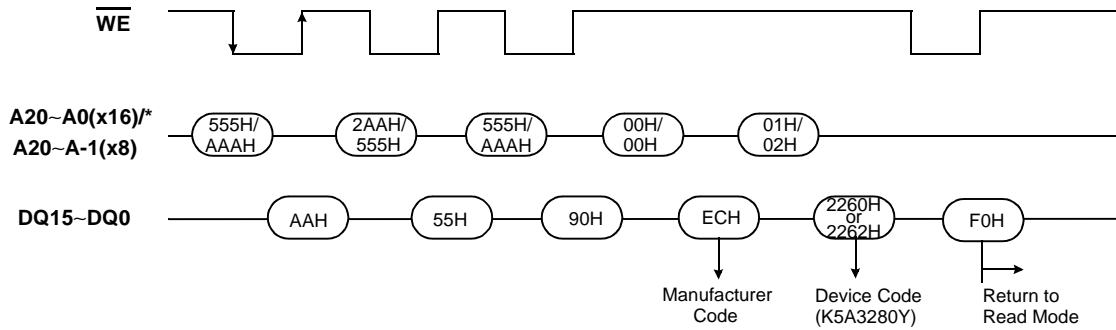 WE
A20~A0(x16)/*
A20~A-1(x8)
555H/
AAAH
2AAH/
555H
555H/
AAAH
00H/
00H
01H/
02H
DQ15~DQ0
AAH
55H
90H
ECH
2260H
or
2262H
F0H
Manufacturer
Code
Device Code
(K5A3280Y)
Return to
Read Mode